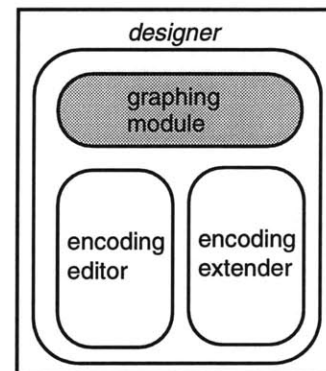 designer
graphing
module
encoding
editor
encoding
extender